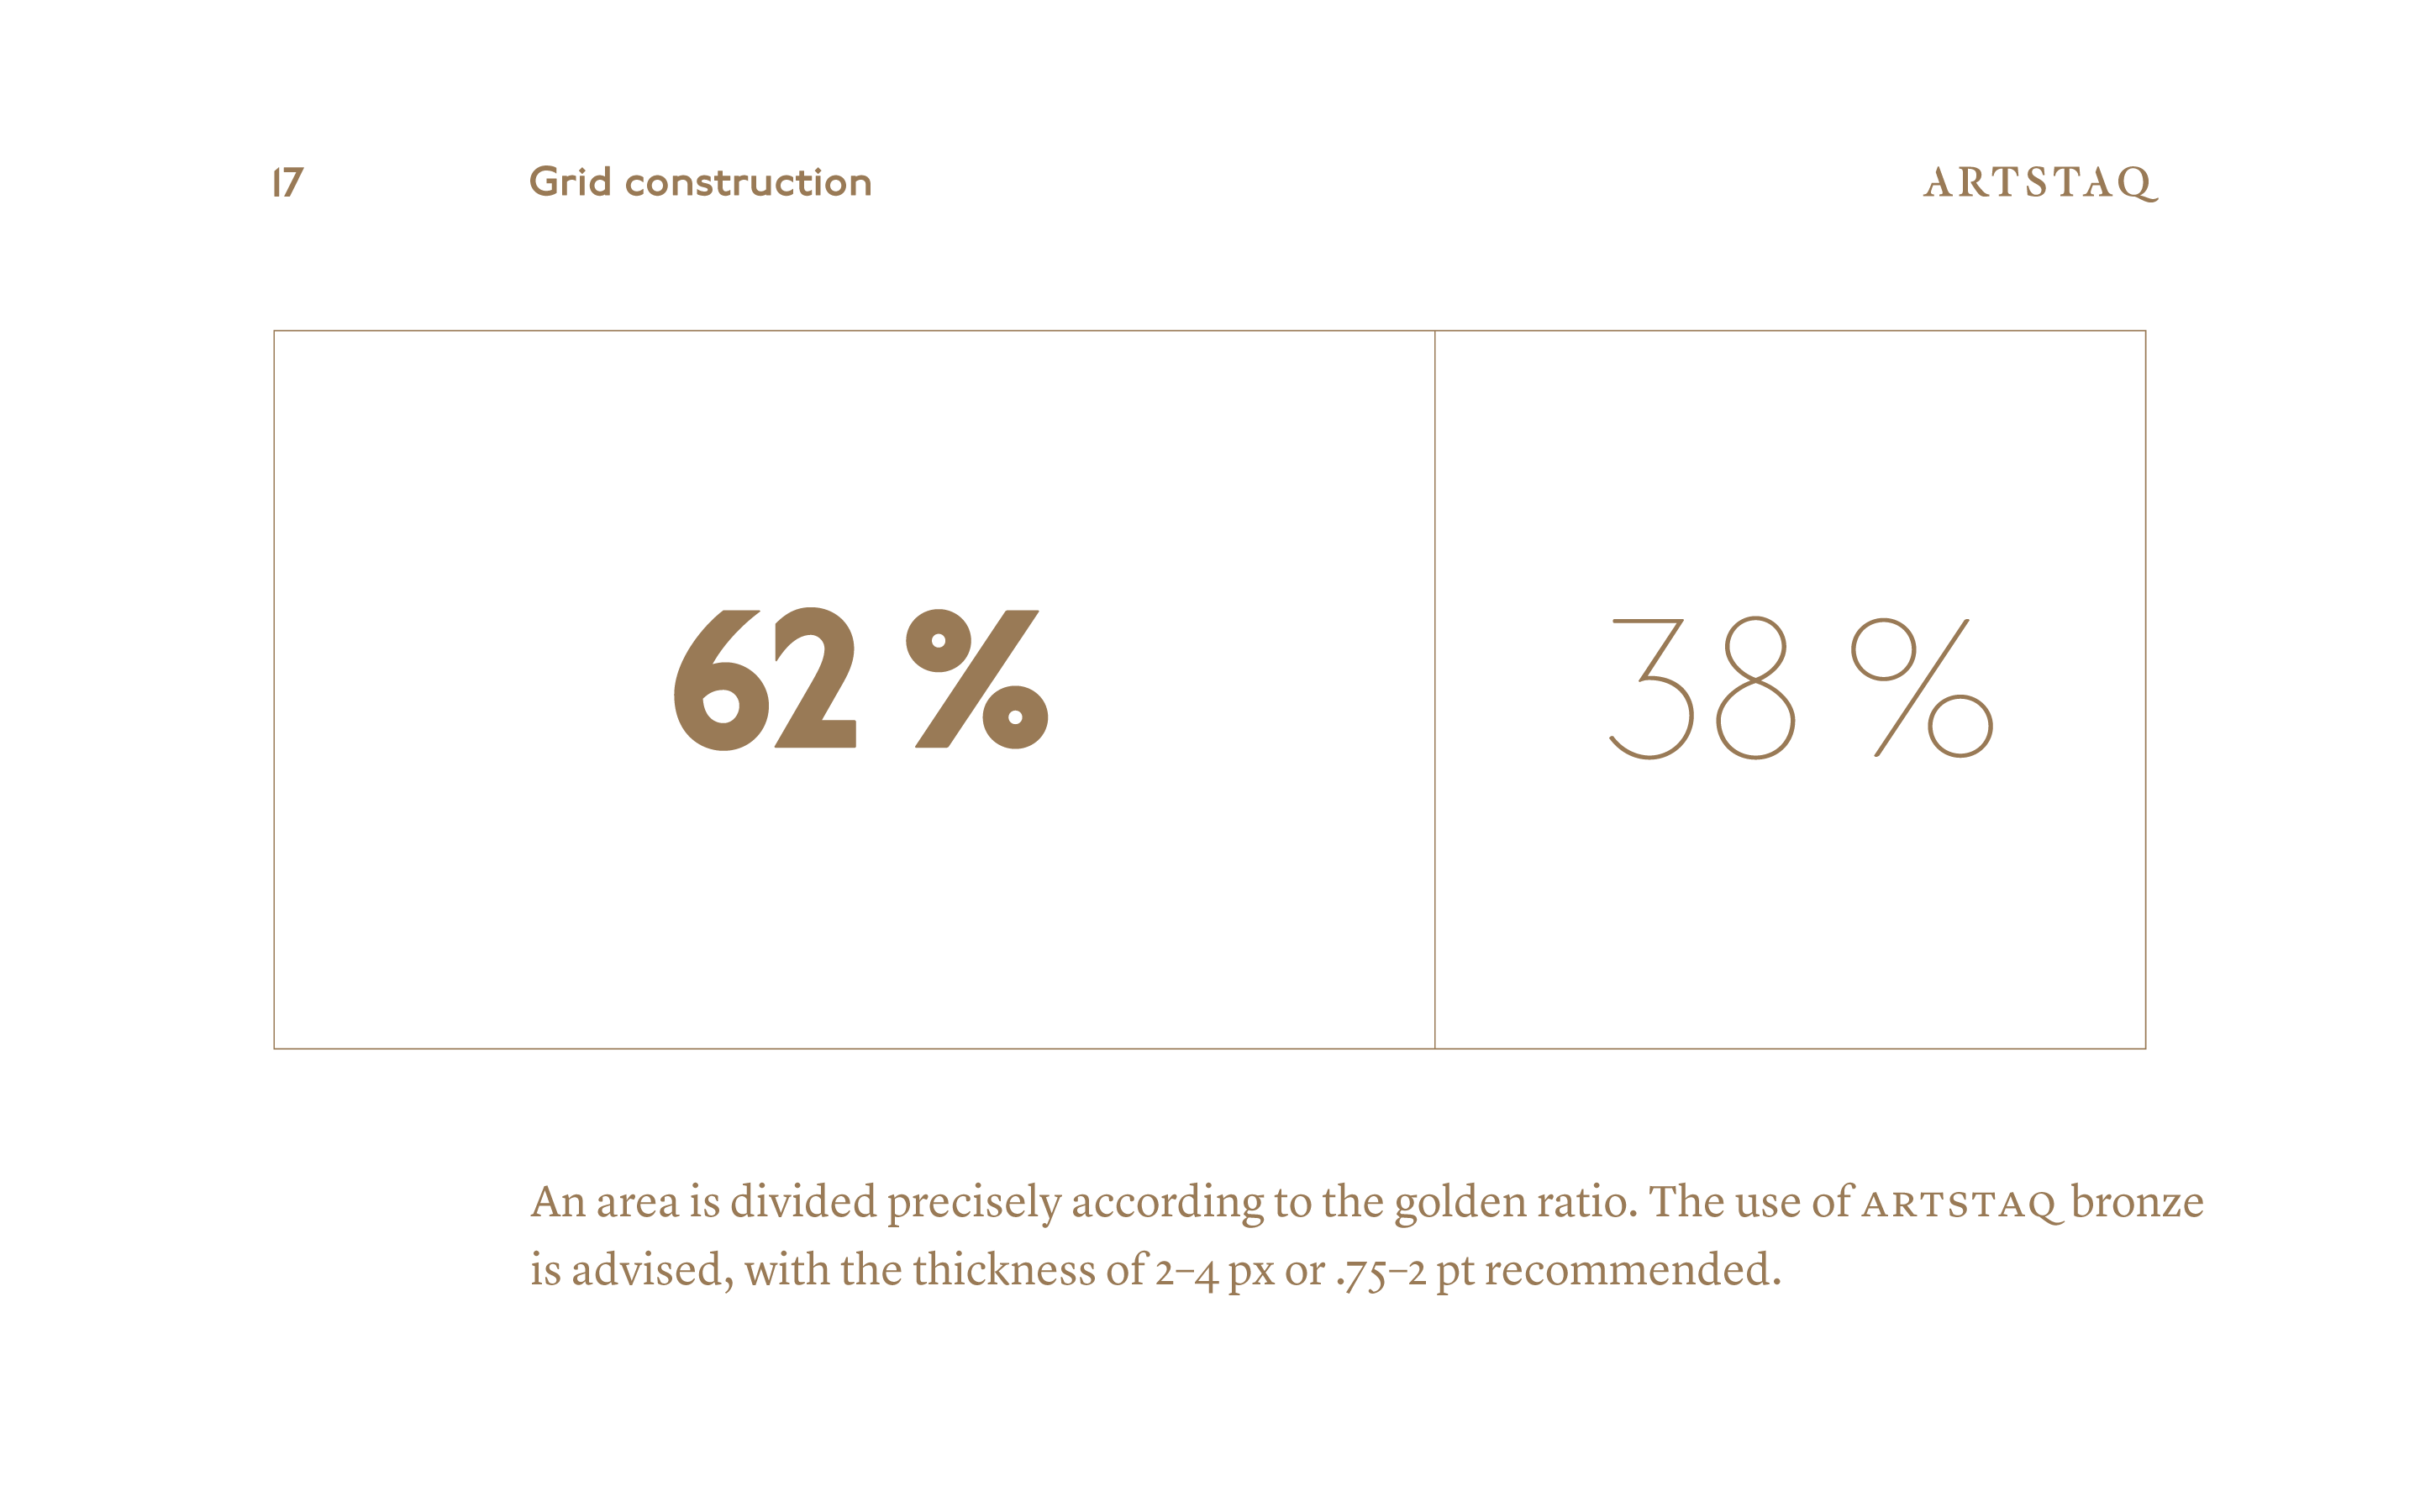 17 Grid construction ARTSTAQ
62 % 38 %
An area is divided precisely according to the golden ratio. The use of ARTSTAQ bronze
is advised, with the thickness of 2–4 px or .75–2 pt recommended.